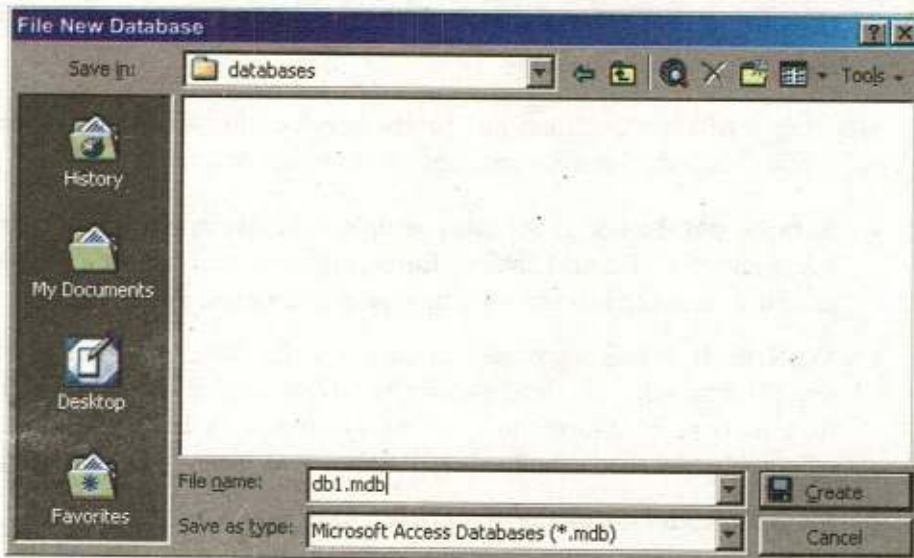 File New Database
Save in:
databases
Tools
History
My Documents
Desktop
Favorites
File name:
db1.mdb
Create
Save as type:
Microsoft Access Databases (*.mdb)
Cancel